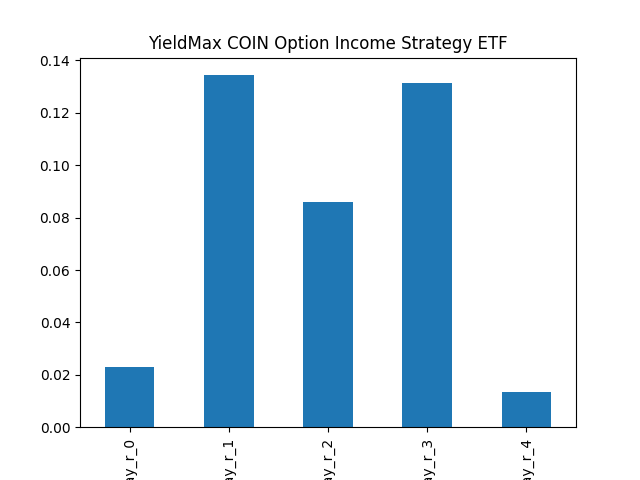 YieldMax COIN Option Income Strategy ETF
0.14
0.12
0.10
0.08
0.06
0.04
0.02
0.00
ay_r_0
ay_r_1
ay_r_2
ay_r_3
ay_r_4